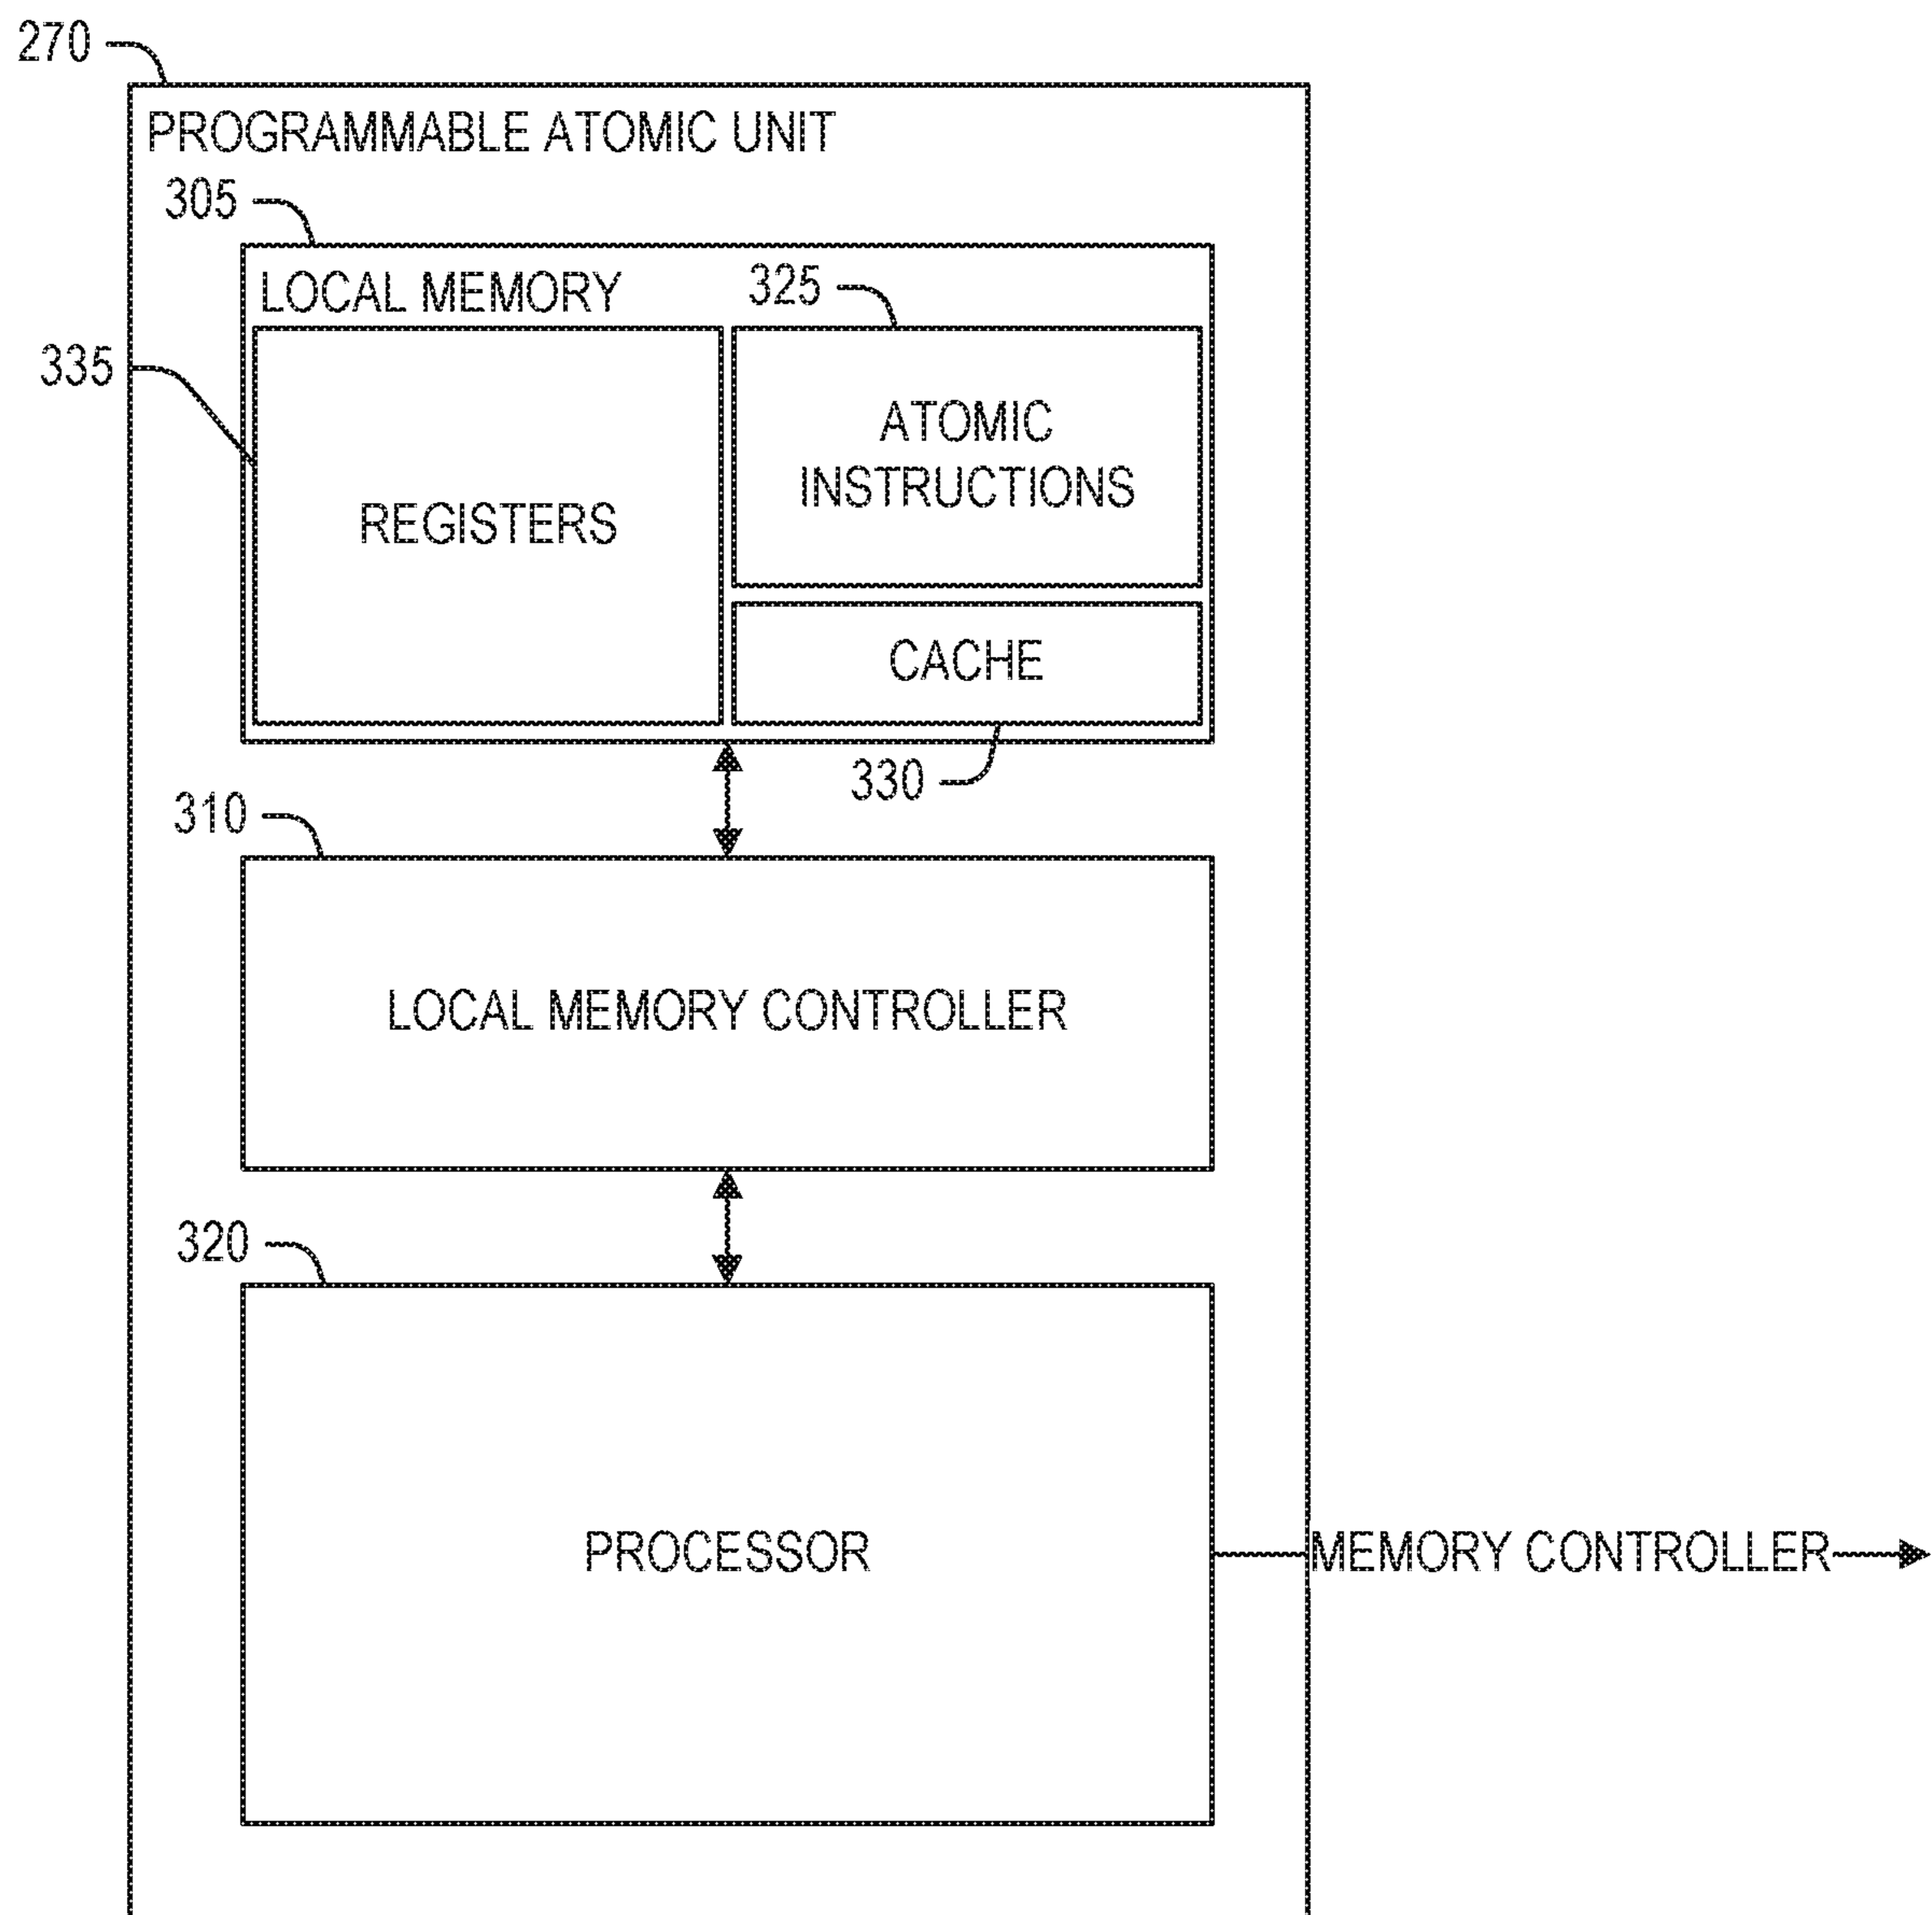 270
PROGRAMMABLE ATOMIC UNIT
305
LOCAL MEMORY
325
335
ATOMIC
INSTRUCTIONS
REGISTERS
CACHE
330
310
LOCAL MEMORY CONTROLLER
320
PROCESSOR
MEMORY CONTROLLER